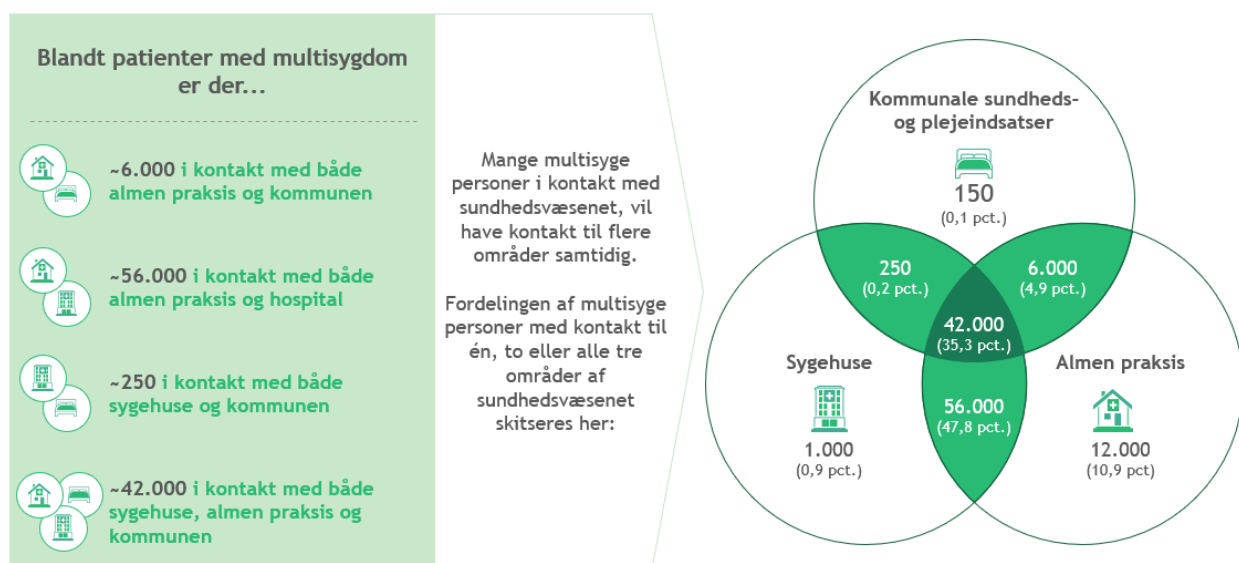 Blandt patienter med multisygdom
er der...
~6.000 i kontakt med både
almen praksis og kommunen
~56.000 i kontakt med både
almen praksis og hospital
~250 i kontakt med både
sygehuse og kommunen
~42.000 i kontakt med både
sygehuse, almen praksis og
kommunen
Mange multisyge
personer i kontakt med
sundhedsvæsenet, vil
have kontakt til flere
områder samtidig.
Fordelingen af multisyge
personer med kontakt til
én, to eller alle tre
områder af
sundhedsvæsenet
skitseres her:
Kommunale sundheds-
og plejeindsatser
150
(0,1 pct.)
250
(0,2 pct.)
6.000
(4,9 pct.)
42.000
(35,3 pct.)
Sygehuse
1.000
(0,9 pct.)
56.000
(47,8 pct.)
Almen praksis
12.000
(10,9 pct)